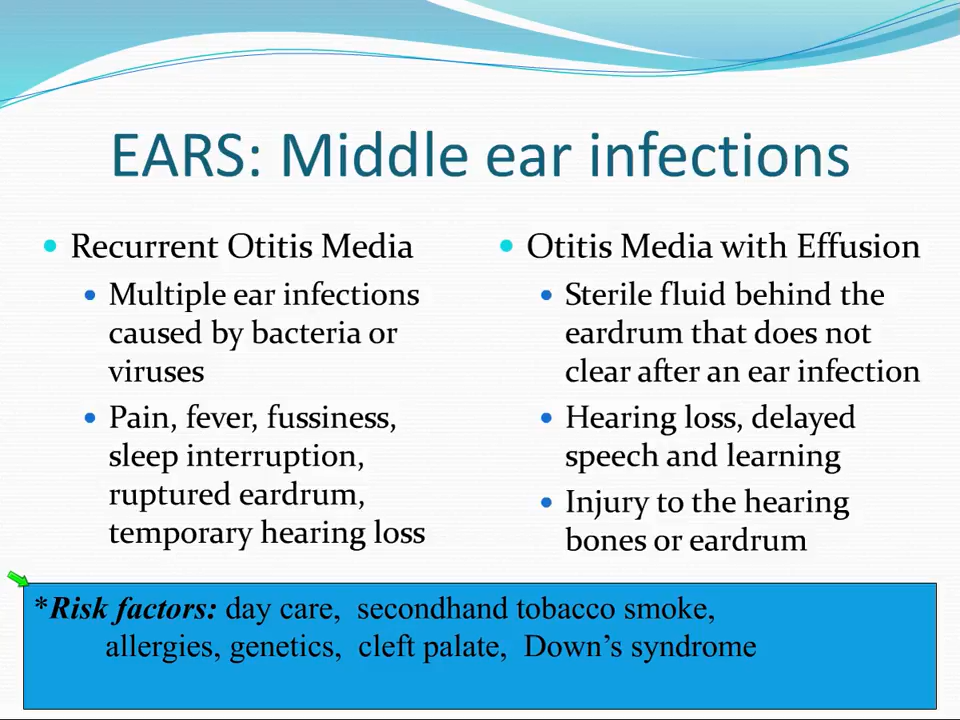 EARS: Middle ear infections
Recurrent Otitis Media
Multiple ear infections
caused by bacteria or
viruses
Pain, fever, fussiness,
sleep interruption,
ruptured eardrum,
temporary hearing loss
Otitis Media with Effusion
Sterile fluid behind the
eardrum that does not
clear after an ear infection
Hearing loss, delayed
speech and learning
Injury to the hearing
bones or eardrum
*Risk factors: day care, secondhand tobacco smoke,
allergies, genetics, cleft palate, Down’s syndrome